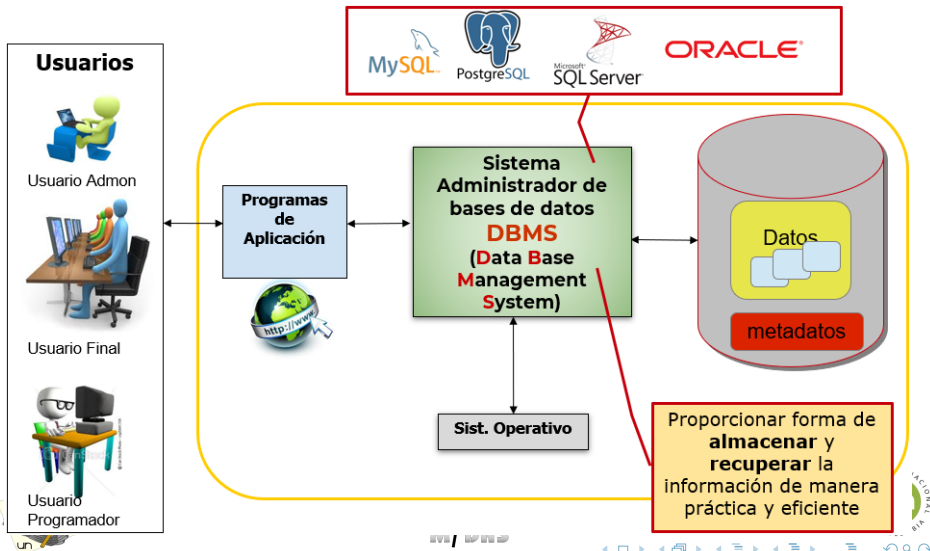 Usuarios
Usuario Admon
Usuario Final
Usuario
Programador
MySQL
PostgreSQL
Microsoft
SQL Server
ORACLE
Programas
de
Aplicación
http://www.
Sistema
Administrador de
bases de datos
DBMS
(Data Base
Management
System)
Sist. Operativo
Datos
metadatos
Proporcionar forma de
almacenar y
recuperar la
información de manera
práctica y eficiente
un